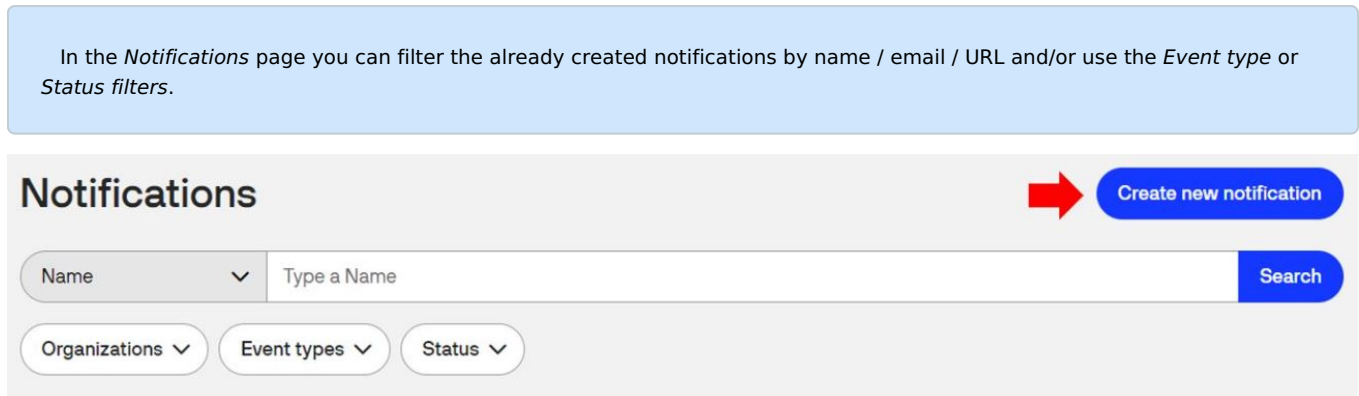 In the Notifications page you can filter the already created notifications by name / email / URL and/or use the Event type or
Status filters.
Notifications
Create new notification
Name
Type a Name
Search
Organizations
Event types
Status